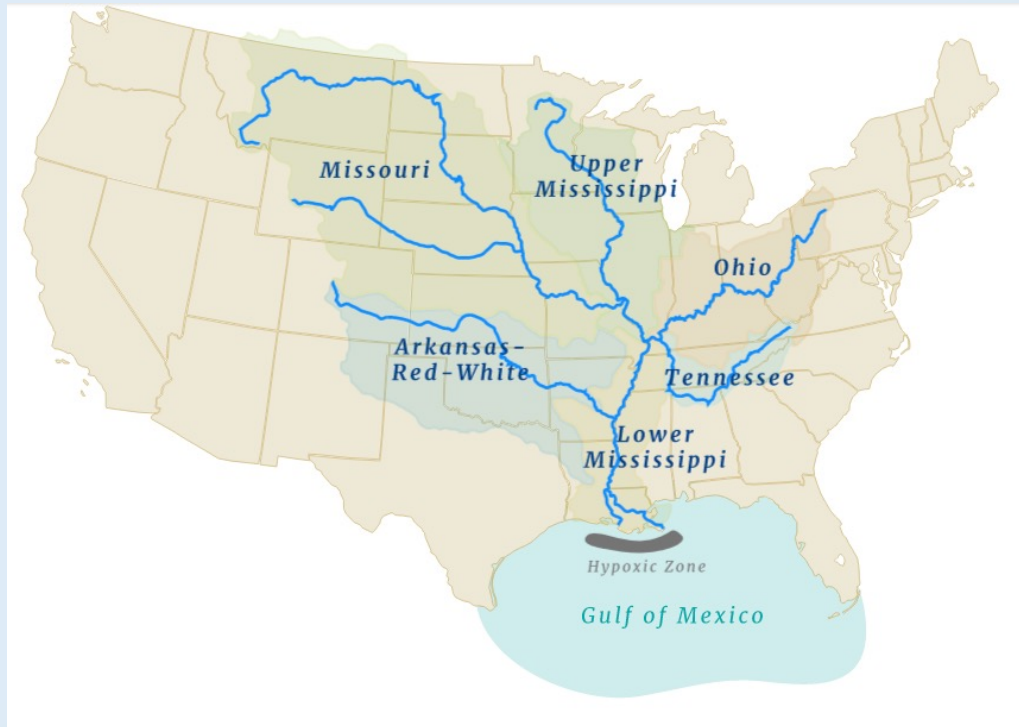 Missouri
Upper
Mississippi
Ohio
Arkansas-
Red-White
Tennessee
Lower
Mississippi
Hypoxic Zone
Gulf of Mexico